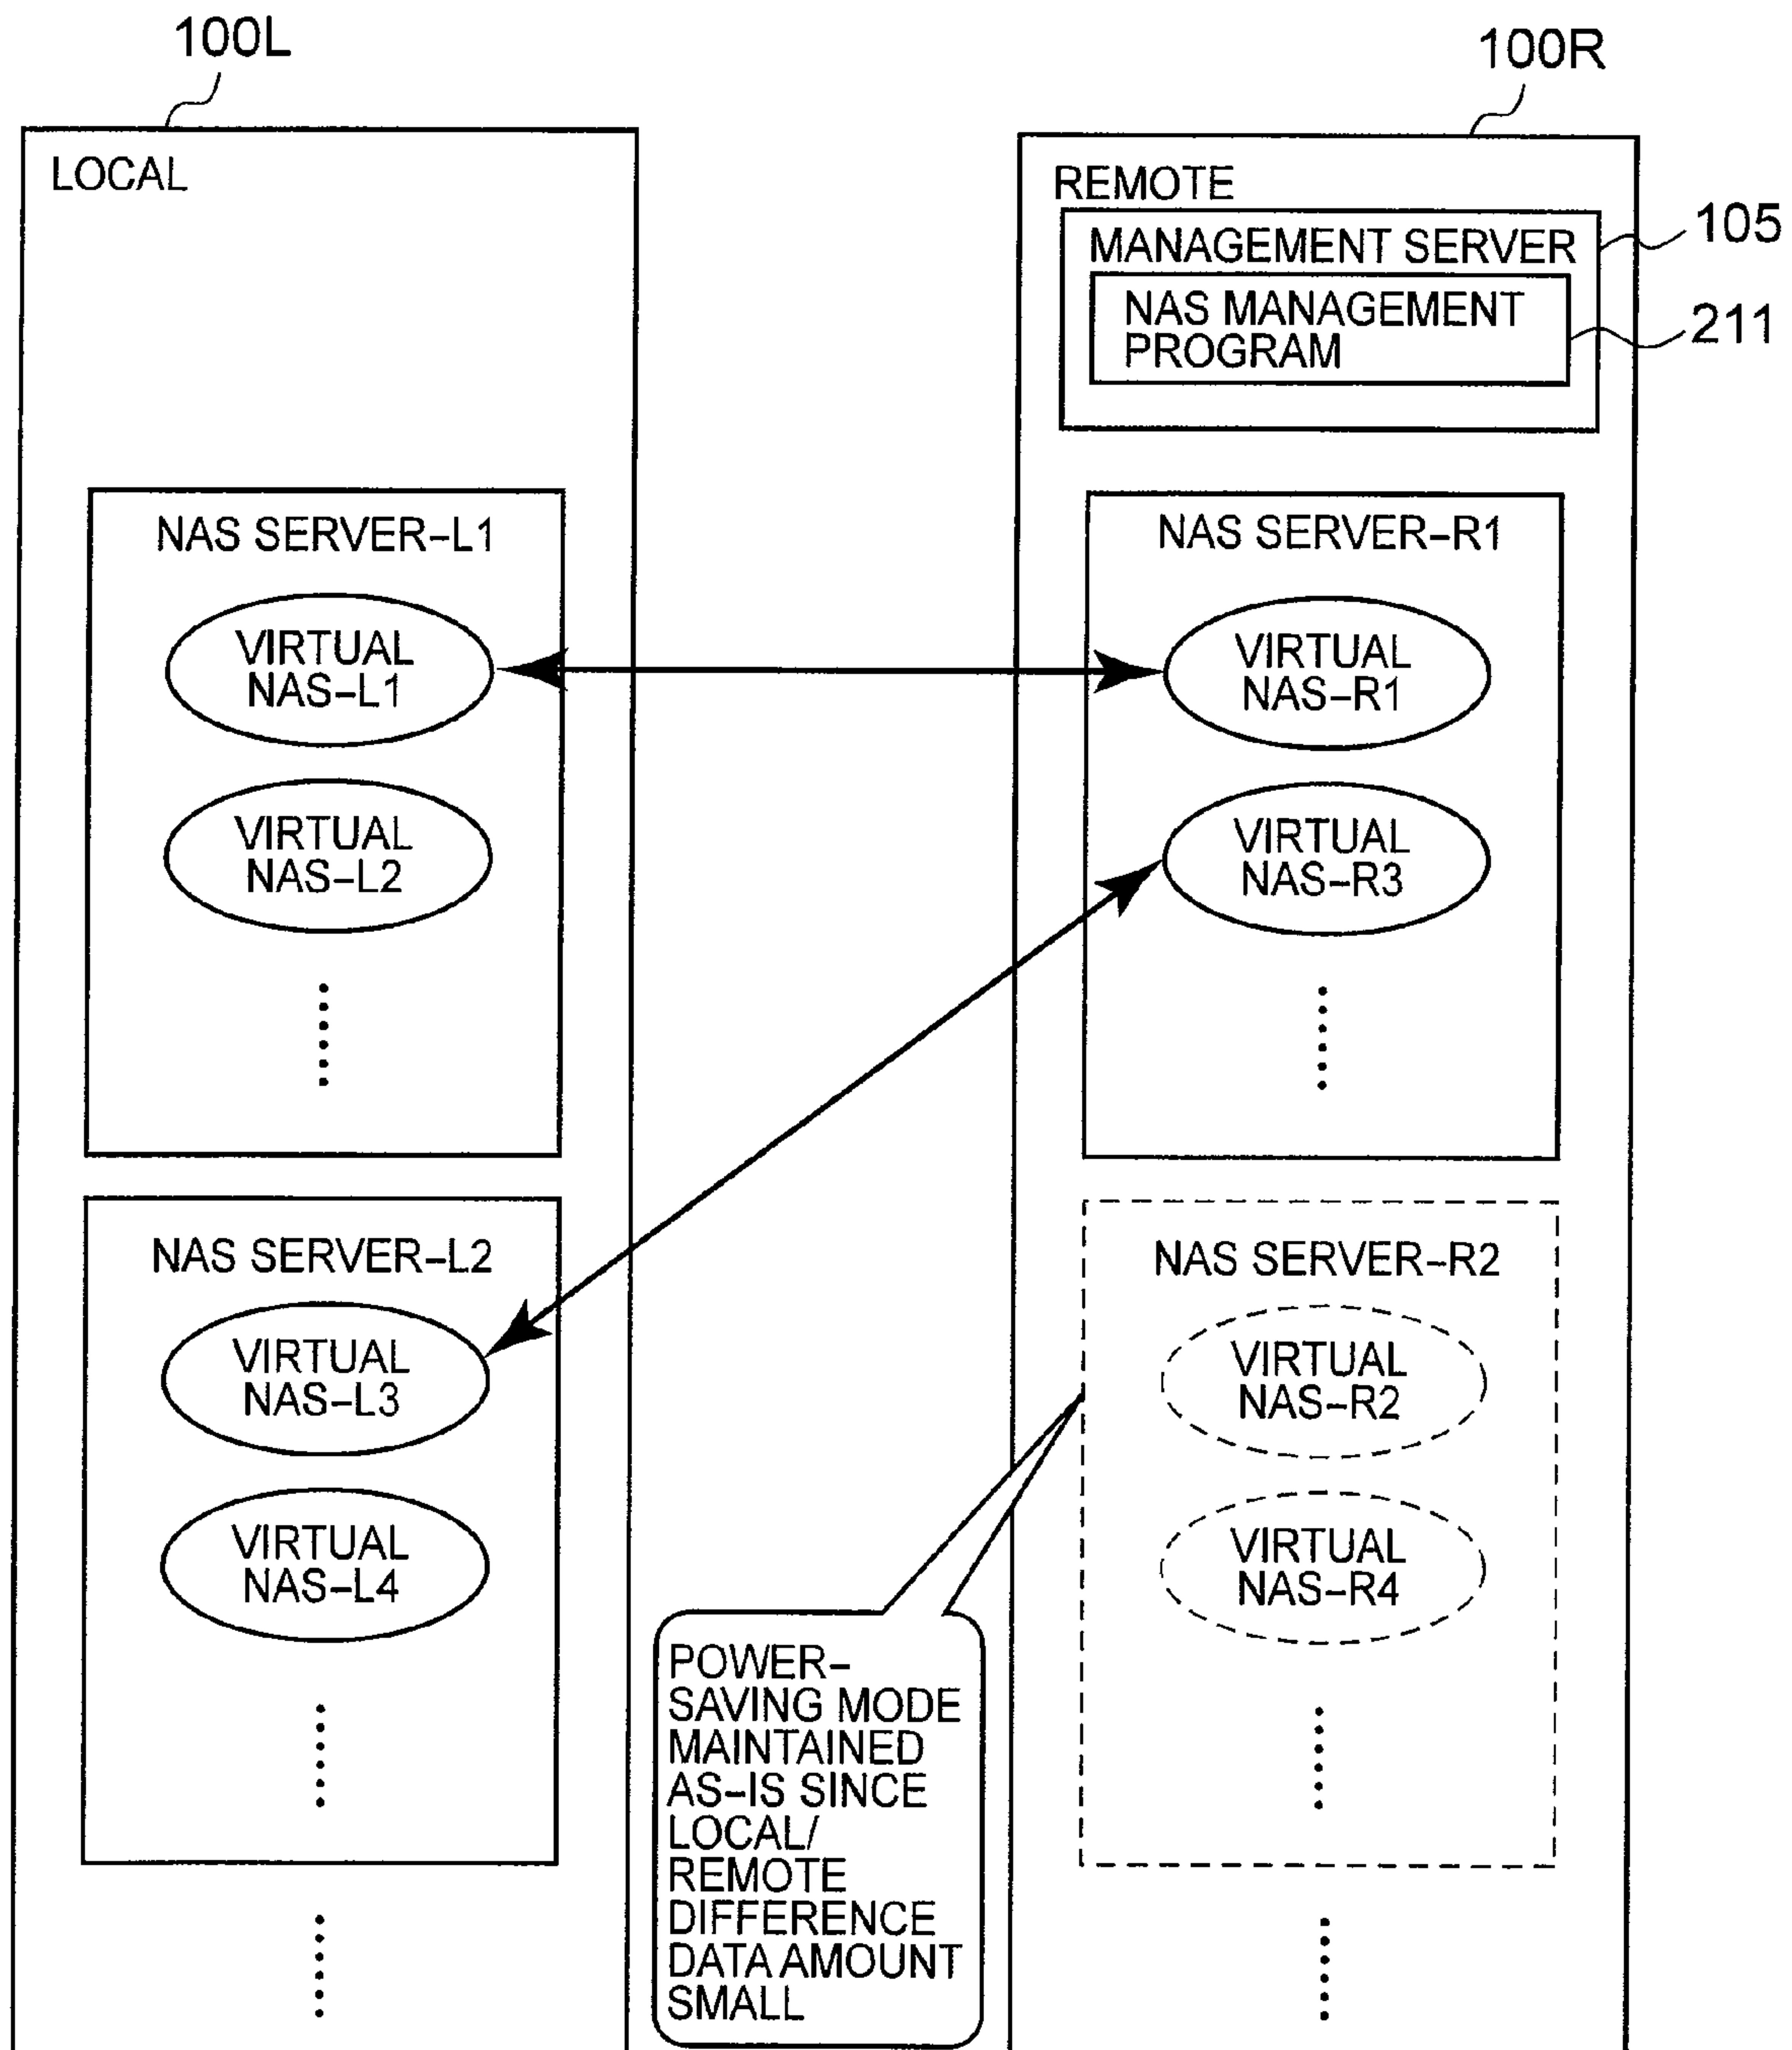 100L
100R
LOCAL
REMOTE
MANAGEMENT SERVER
105
NAS MANAGEMENT
PROGRAM
211
NAS SERVER-L1
VIRTUAL
NAS-L1
VIRTUAL
NAS-L2
NAS SERVER-R1
VIRTUAL
NAS-R1
VIRTUAL
NAS-R3
NAS SERVER-L2
VIRTUAL
NAS-L3
VIRTUAL
NAS-L4
NAS SERVER-R2
VIRTUAL
NAS-R2
VIRTUAL
NAS-R4
POWER-
SAVING MODE
MAINTAINED
AS-IS SINCE
LOCAL/
REMOTE
DIFFERENCE
DATA AMOUNT
SMALL